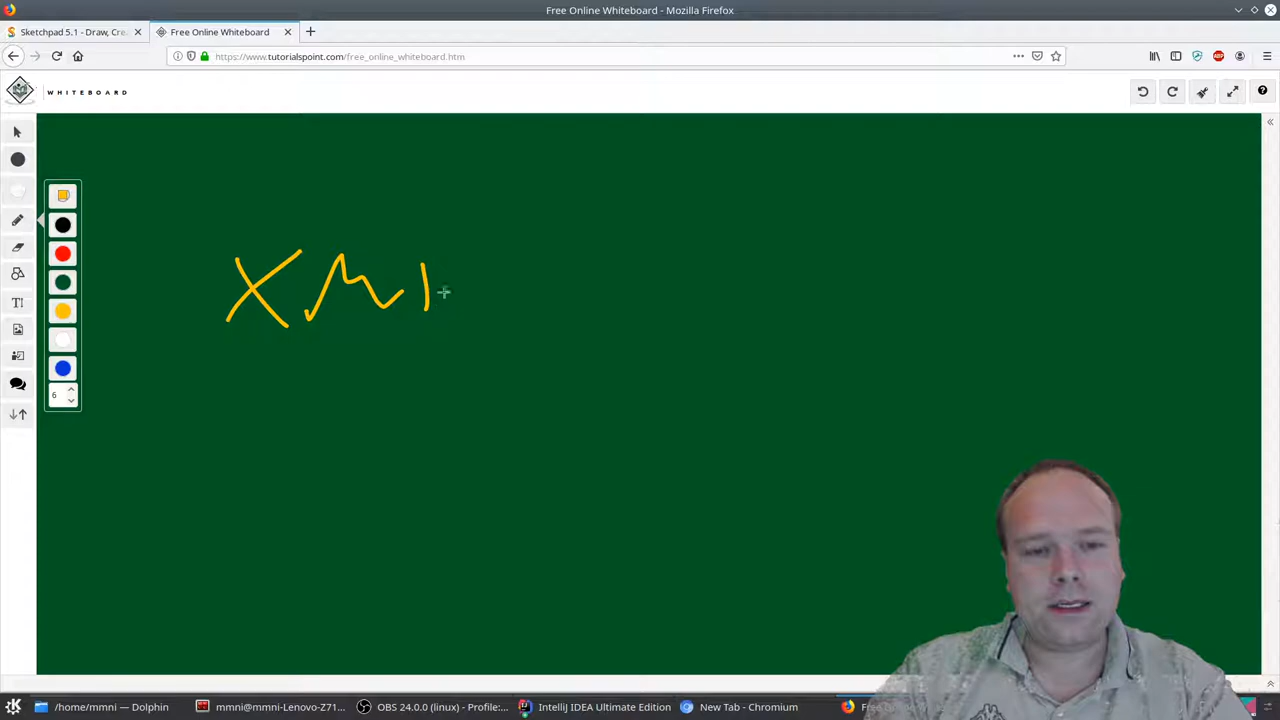 Free Online Whiteboard - Mozilla Firefox
Sketchpad 5.1 - Draw, Cre
Free Online Whiteboard
https://www.tutorialspoint.com/free_online_whiteboard.htm
ABP
WHITEBOARD
XMl
T!
6
/home/mmni — Dolphin
mmni@mmni-Lenovo-Z71...
OBS 24.0.0 (linux) - Profile:...
IntelliJ IDEA Ultimate Edition
New Tab - Chromium